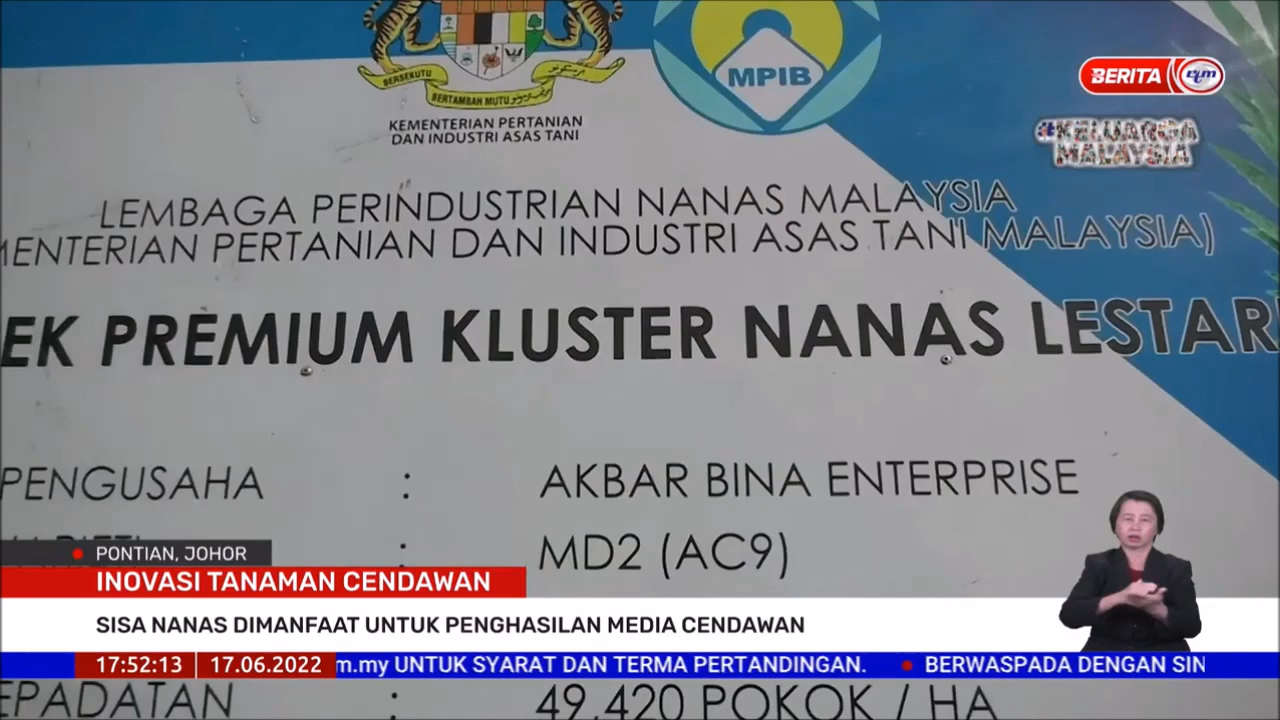 BERSEKUTU
BERTAMBAH MUTU
KEMENTERIAN PERTANIAN
DAN INDUSTRI ASAS TANI
MPIB
BERITA rtm
#KELUARGA
MALAYSIA
LEMBAGA PERINDUSTRIAN NANAS MALAYSIA
MENTERIAN PERTANIAN DAN INDUSTRI ASAS TANI MALAYSIA)
EK PREMIUM KLUSTER NANAS LESTARI
PENGUSAHA : AKBAR BINA ENTERPRISE
: MD2 (AC9)
PONTIAN, JOHOR
INOVASI TANAMAN CENDAWAN
SISA NANAS DIMANFAAT UNTUK PENGHASILAN MEDIA CENDAWAN
17:52:13 17.06.2022 m.my UNTUK SYARAT DAN TERMA PERTANDINGAN. • BERWASPADA DENGAN SIN
EPADATAN : 49,420 POKOK / HA